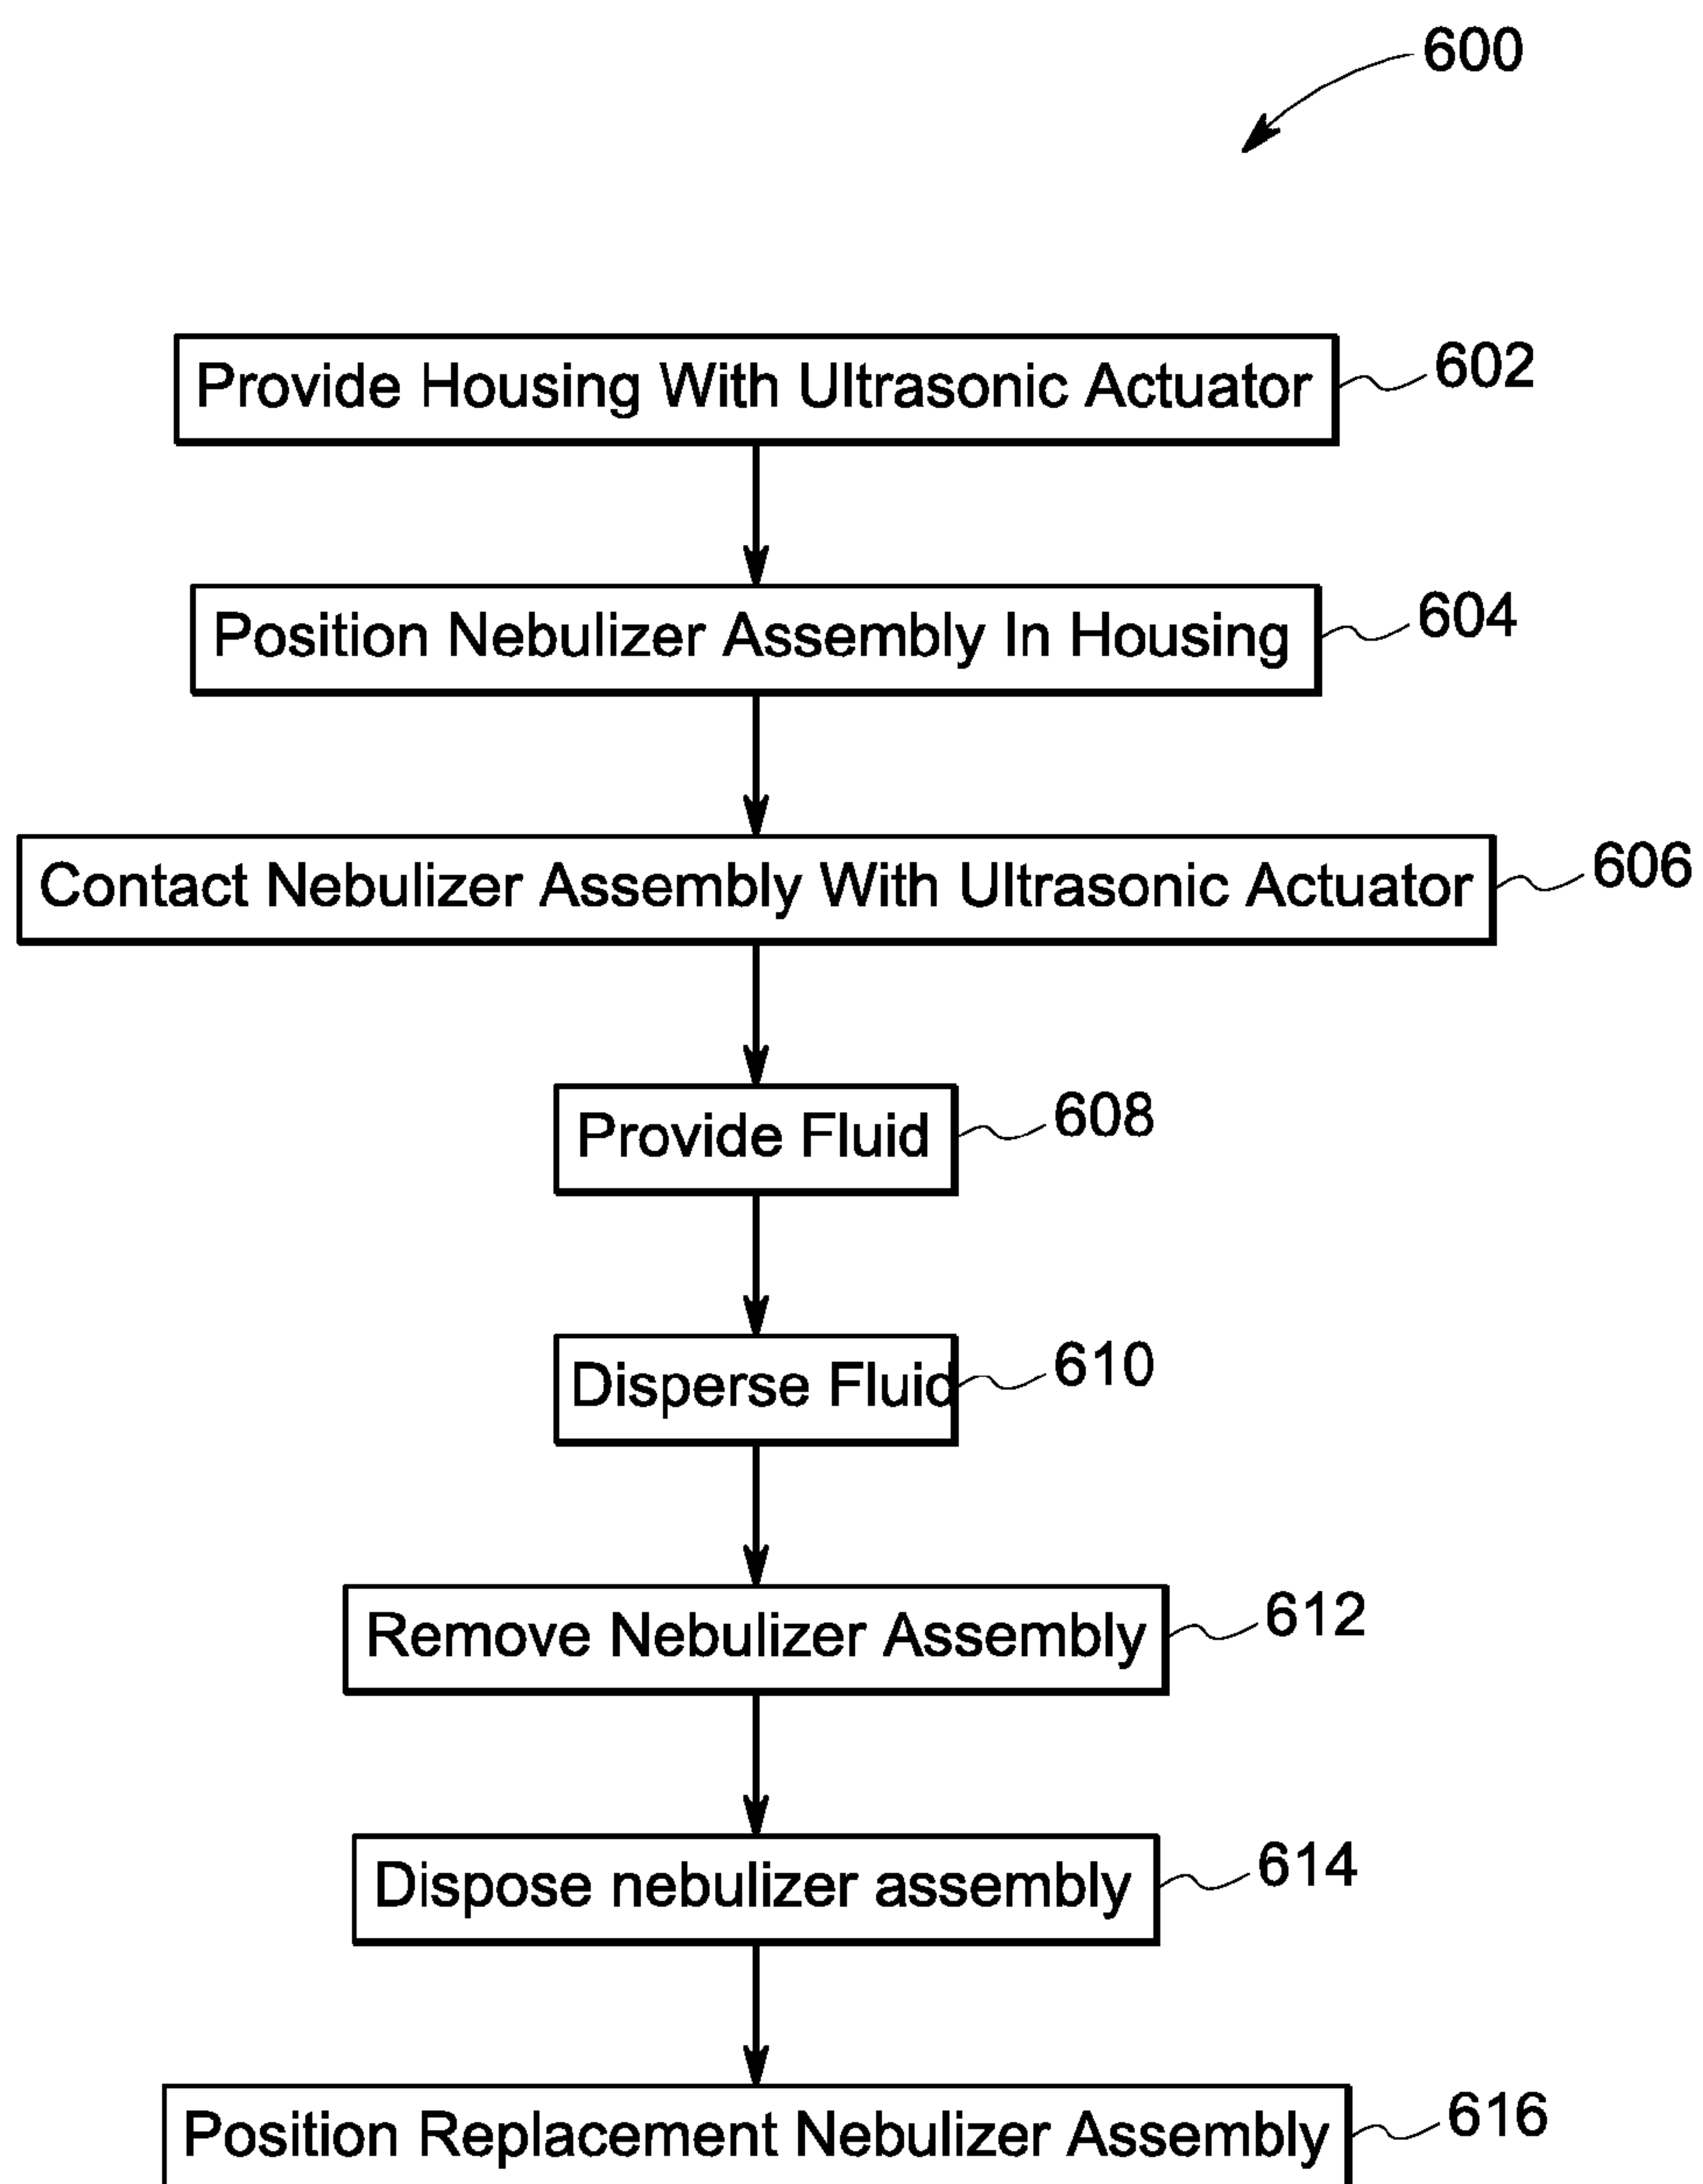 600
Provide Housing With Ultrasonic Actuator 602
Position Nebulizer Assembly In Housing 604
Contact Nebulizer Assembly With Ultrasonic Actuator 606
Provide Fluid 608
Disperse Fluid 610
Remove Nebulizer Assembly 612
Dispose nebulizer assembly 614
Position Replacement Nebulizer Assembly 616